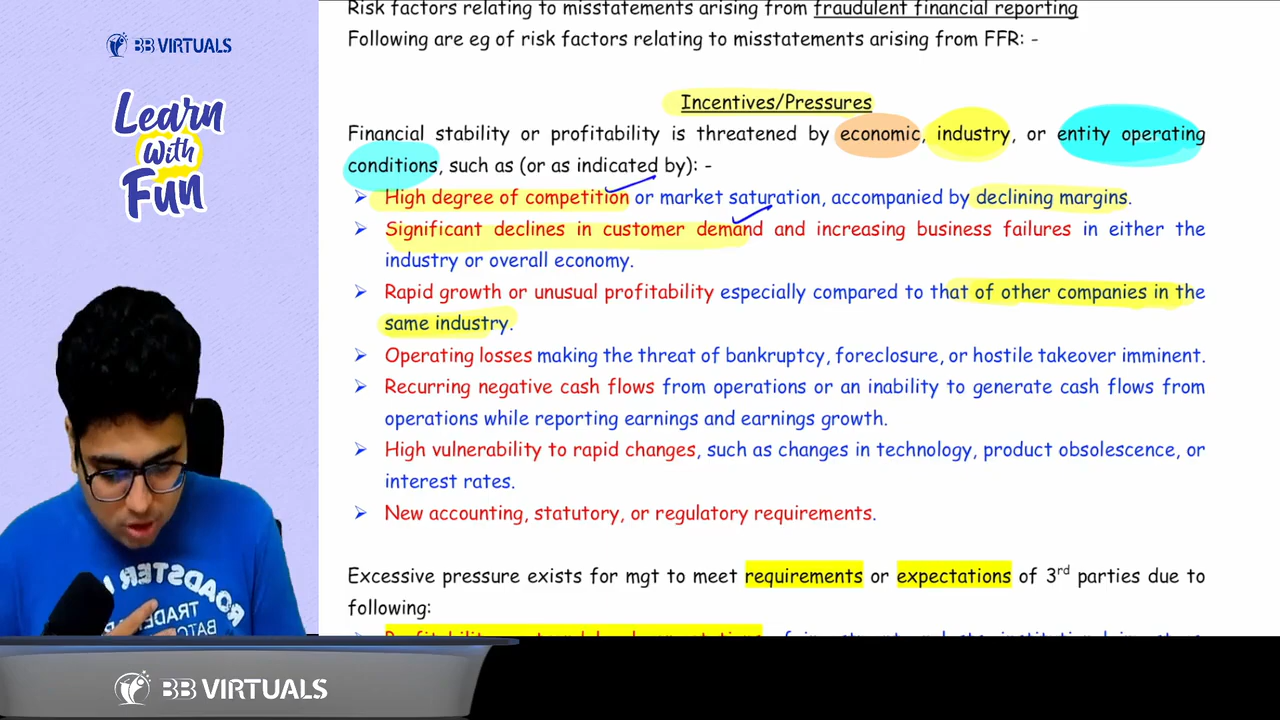 BB VIRTUALS
Learn
With
Fun
Risk factors relating to misstatements arising from fraudulent financial reporting
Following are eg of risk factors relating to misstatements arising from FFR: -
Incentives/Pressures
Financial stability or profitability is threatened by economic, industry, or entity operating
conditions, such as (or as indicated by): -
➢ High degree of competition or market saturation, accompanied by declining margins.
➢ Significant declines in customer demand and increasing business failures in either the
industry or overall economy.
➢ Rapid growth or unusual profitability especially compared to that of other companies in the
same industry.
➢ Operating losses making the threat of bankruptcy, foreclosure, or hostile takeover imminent.
➢ Recurring negative cash flows from operations or an inability to generate cash flows from
operations while reporting earnings and earnings growth.
➢ High vulnerability to rapid changes, such as changes in technology, product obsolescence, or
interest rates.
➢ New accounting, statutory, or regulatory requirements.
Excessive pressure exists for mgt to meet requirements or expectations of 3rd parties due to
following:
ROADSTER
TRADE
BATC
BB VIRTUALS